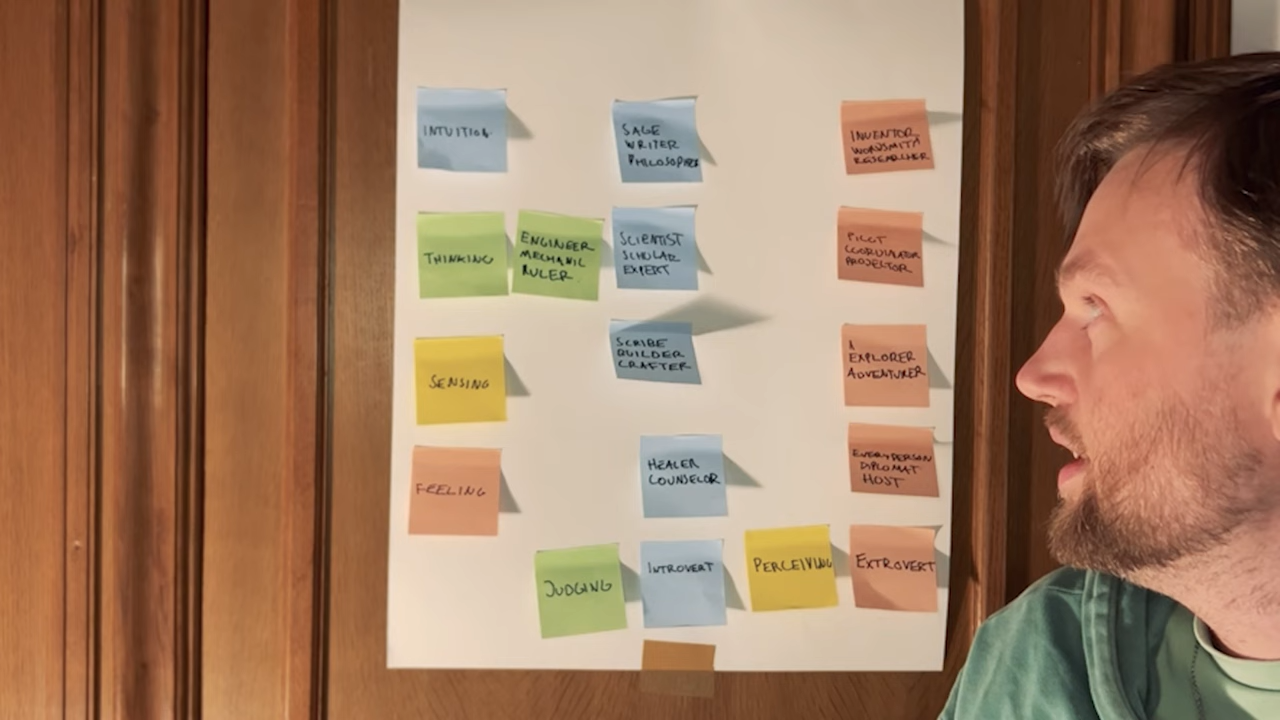 INTUITION
SAGE
WRITER
PHILOSOPHER
INVENTOR
WORDSMITH
RESEARCHER
THINKING
ENGINEER
MECHANIC
RULER
SCIENTIST
SCHOLAR
EXPERT
PILOT
COORDINATOR
PROJECTOR
SENSING
SCRIBE
BUILDER
CRAFTER
EXPLORER
ADVENTURER
FEELING
HEALER
COUNSELOR
EVERYPERSON
DIPLOMAT
HOST
JUDGING
INTROVERT
PERCEIVING
EXTROVERT